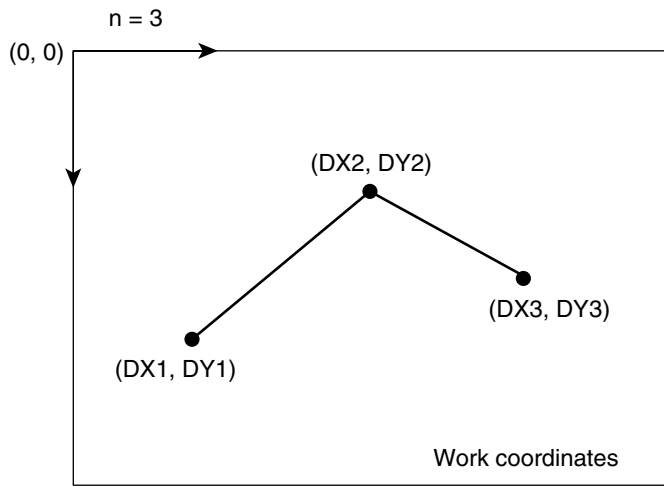 n = 3
(0, 0)
(DX2, DY2)
(DX3, DY3)
(DX1, DY1)
Work coordinates